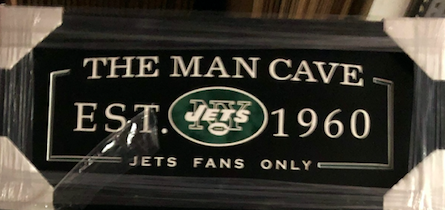 THE MAN CAVE
EST. NY JETS 1960
JETS FANS ONLY